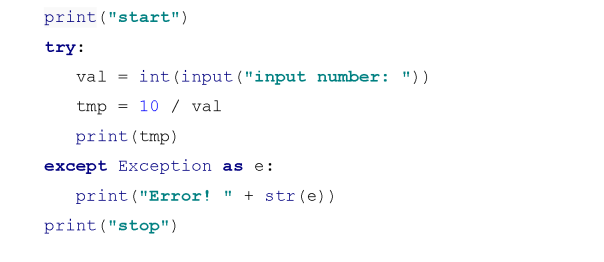 print("start")
try:
   val = int(input("input number: "))
   tmp = 10 / val
   print(tmp)
except Exception as e:
   print("Error! " + str(e))
print("stop")